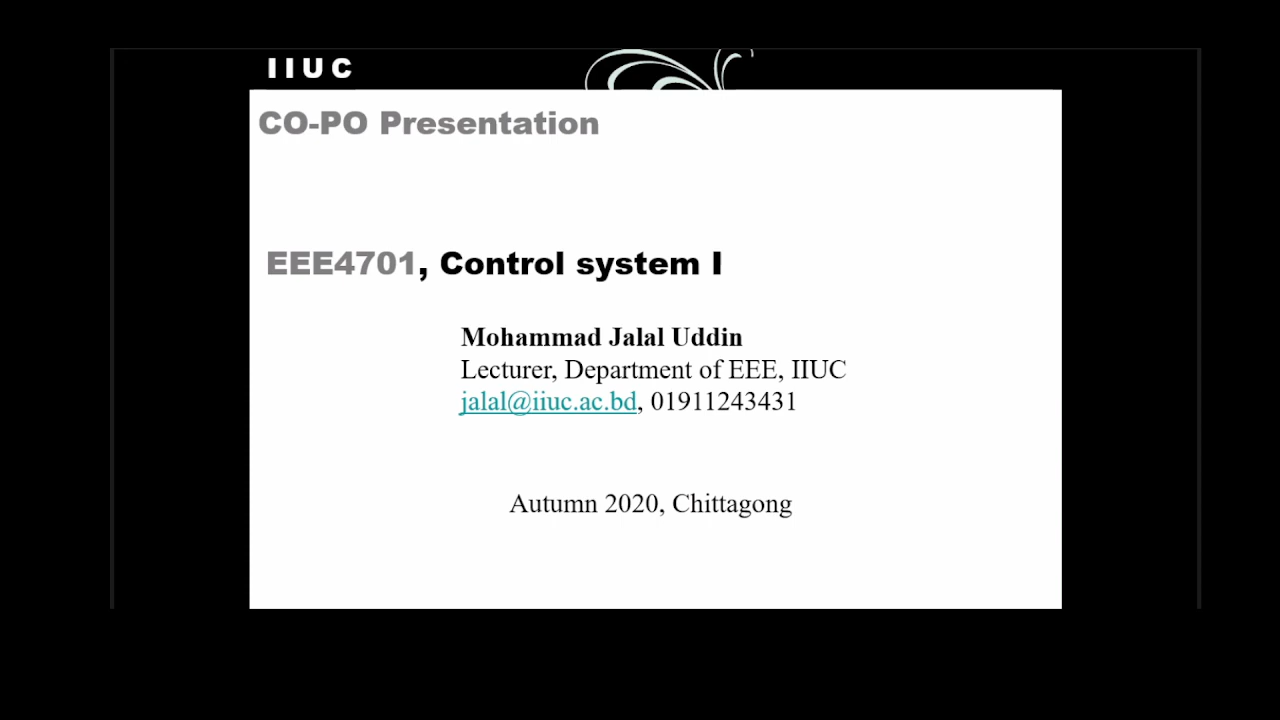 IIUC
CO-PO Presentation
EEE4701, Control system I
Mohammad Jalal Uddin
Lecturer, Department of EEE, IIUC
jalal@iiuc.ac.bd, 01911243431
Autumn 2020, Chittagong